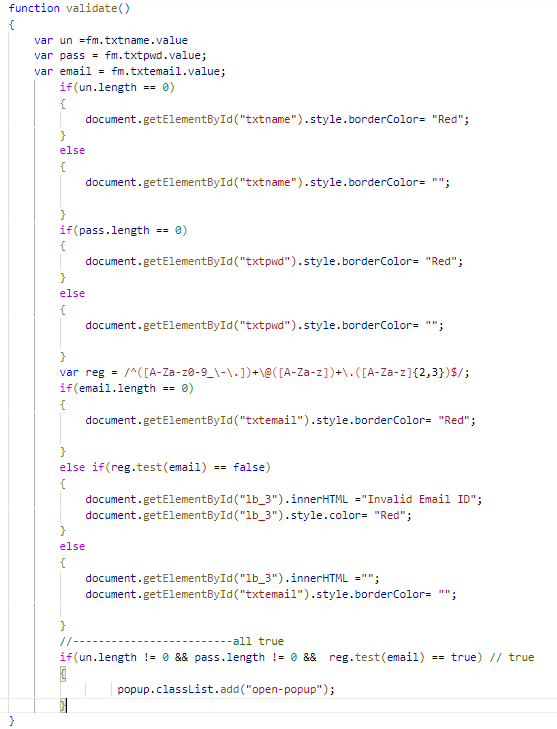 function validate()
{
var un =fm.txtname.value
var pass = fm.txtpwd.value;
var email = fm.txtemail.value;
if(un.length == 0)
{
document.getElementById("txtname").style.borderColor= "Red";
}
else
{
document.getElementById("txtname").style.borderColor= "";
}
if(pass.length == 0)
{
document.getElementById("txtpwd").style.borderColor= "Red";
}
else
{
document.getElementById("txtpwd").style.borderColor= "";
}
var reg = /^([A-Za-z0-9_\-\.])+\@([A-Za-z])+\.([A-Za-z]{2,3})$/;
if(email.length == 0)
{
document.getElementById("txtemail").style.borderColor= "Red";
}
else if(reg.test(email) == false)
{
document.getElementById("lb_3").innerHTML ="Invalid Email ID";
document.getElementById("lb_3").style.color= "Red";
}
else
{
document.getElementById("lb_3").innerHTML ="";
document.getElementById("txtemail").style.borderColor= "";
}
//-------------------------all true
if(un.length != 0 && pass.length != 0 &&  reg.test(email) == true) // true
{
popup.classList.add("open-popup");
}
}